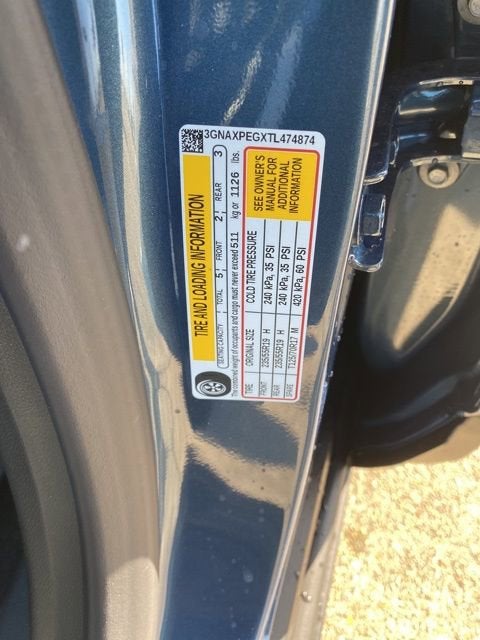 3GNAXPEGXTL474874
TIRE AND LOADING INFORMATION
SEATING CAPACITY TOTAL 5 FRONT 2 REAR 3
The combined weight of occupants and cargo must never exceed 511 kg or 1126 lbs.
TIRE ORIGINAL SIZE COLD TIRE PRESSURE
FRONT 235/55R19 H 240 kPa, 35 PSI
REAR 235/55R19 H 240 kPa, 35 PSI
SPARE T125/70R17 M 420 kPa, 60 PSI
SEE OWNER'S
MANUAL FOR
ADDITIONAL
INFORMATION